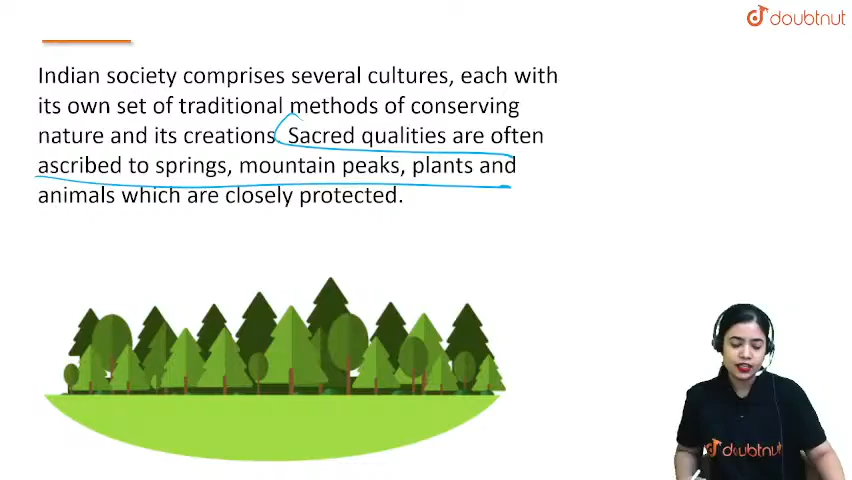 doubtnut
Indian society comprises several cultures, each with
its own set of traditional methods of conserving
nature and its creations. Sacred qualities are often
ascribed to springs, mountain peaks, plants and
animals which are closely protected.
doubtnut